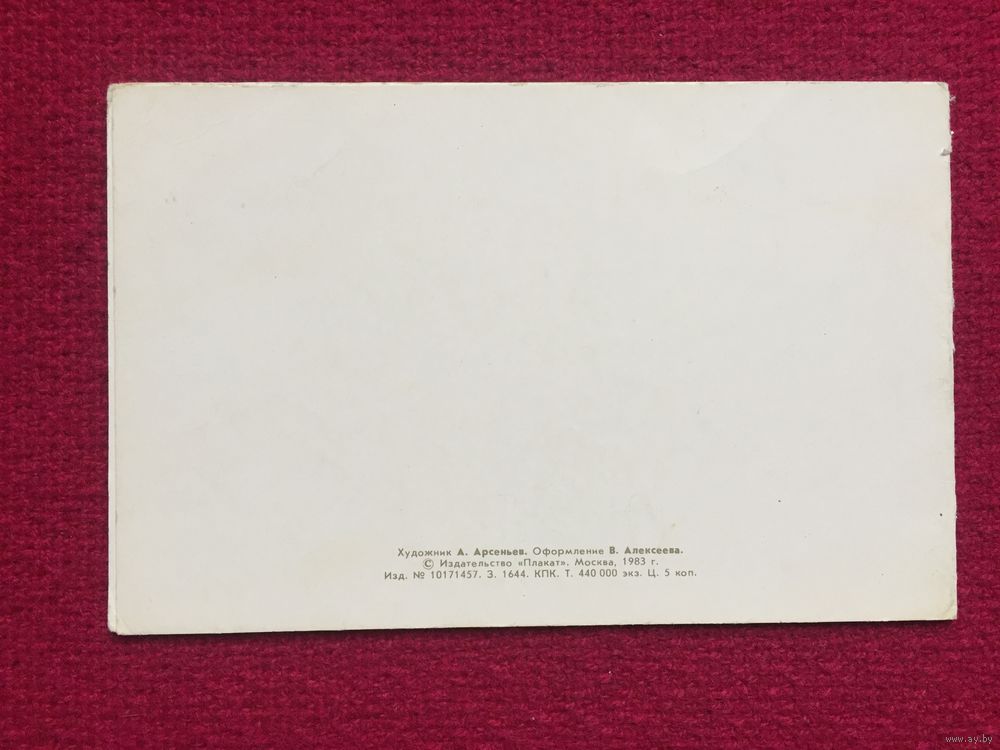 Художник А. Арсеньев. Оформление В. Алексеева.
© Издательство «Плакат». Москва, 1983 г.
Изд. № 10171457. З. 1644. КПК. Т. 440 000 экз. Ц. 5 коп.
www.ay.by